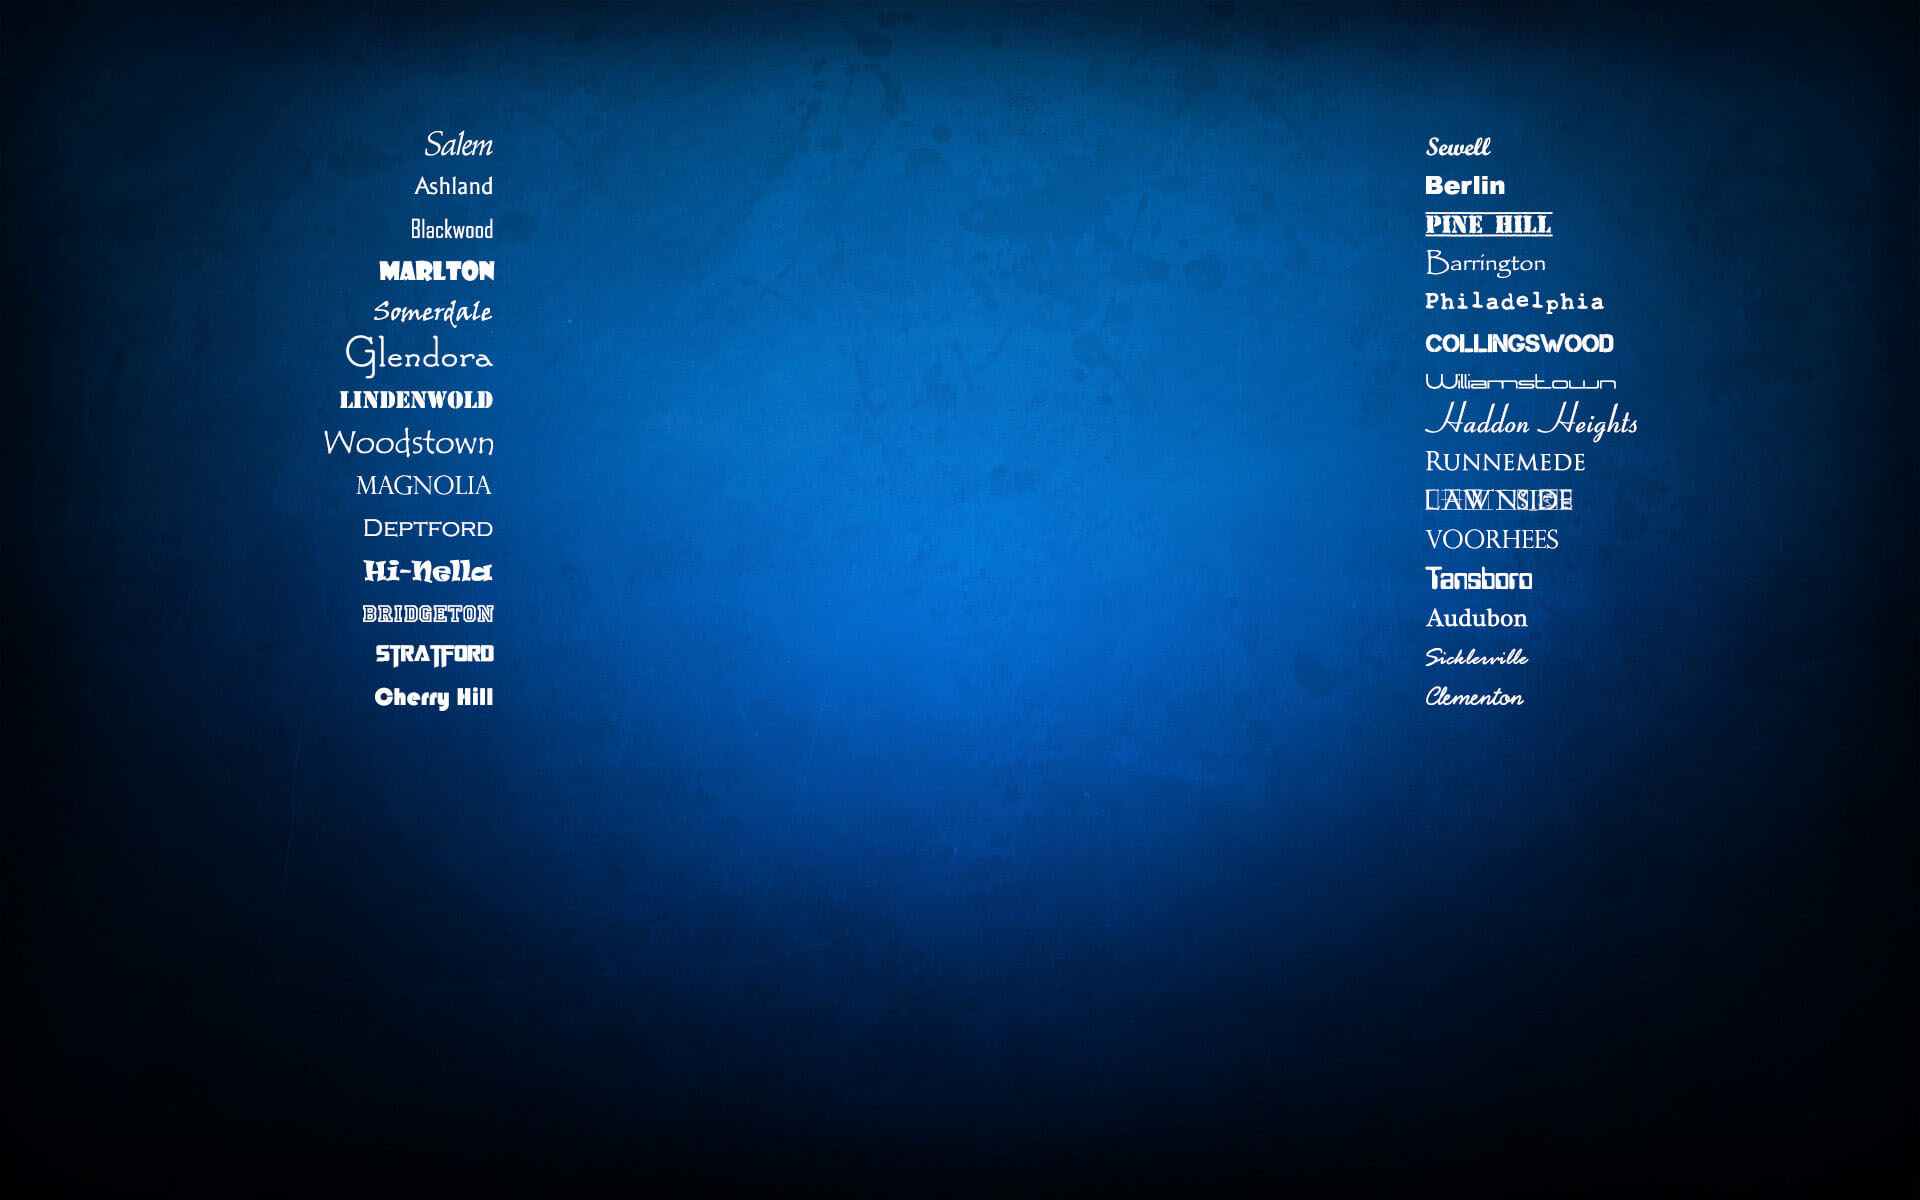 Salem
Ashland
Blackwood
MARLTON
Somerdale
Glendora
LINDENWOLD
Woodstown
MAGNOLIA
DEPTFORD
Hi-Nella
BRIDGETON
STRATFORD
Cherry Hill
Sewell
Berlin
PINE HILL
Barrington
Philadelphia
COLLINGSWOOD
Williamstown
Haddon Heights
RUNNEMEDE
LAWNSIDE
VOORHEES
Tansboro
Audubon
Sicklerville
Clementon